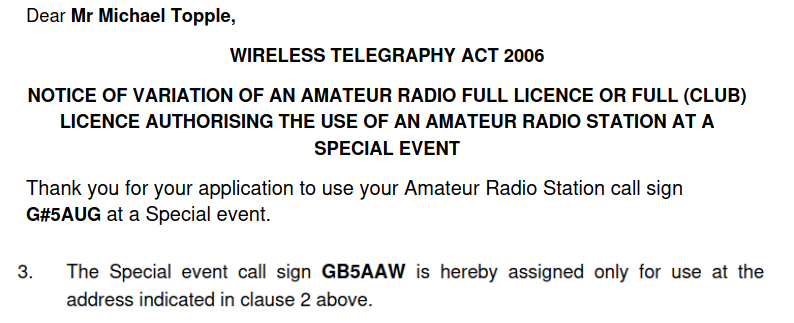 Dear Mr Michael Topple,
WIRELESS TELEGRAPHY ACT 2006
NOTICE OF VARIATION OF AN AMATEUR RADIO FULL LICENCE OR FULL (CLUB)
LICENCE AUTHORISING THE USE OF AN AMATEUR RADIO STATION AT A
SPECIAL EVENT
Thank you for your application to use your Amateur Radio Station call sign
G#5AUG at a Special event.
3. The Special event call sign GB5AAW is hereby assigned only for use at the
address indicated in clause 2 above.